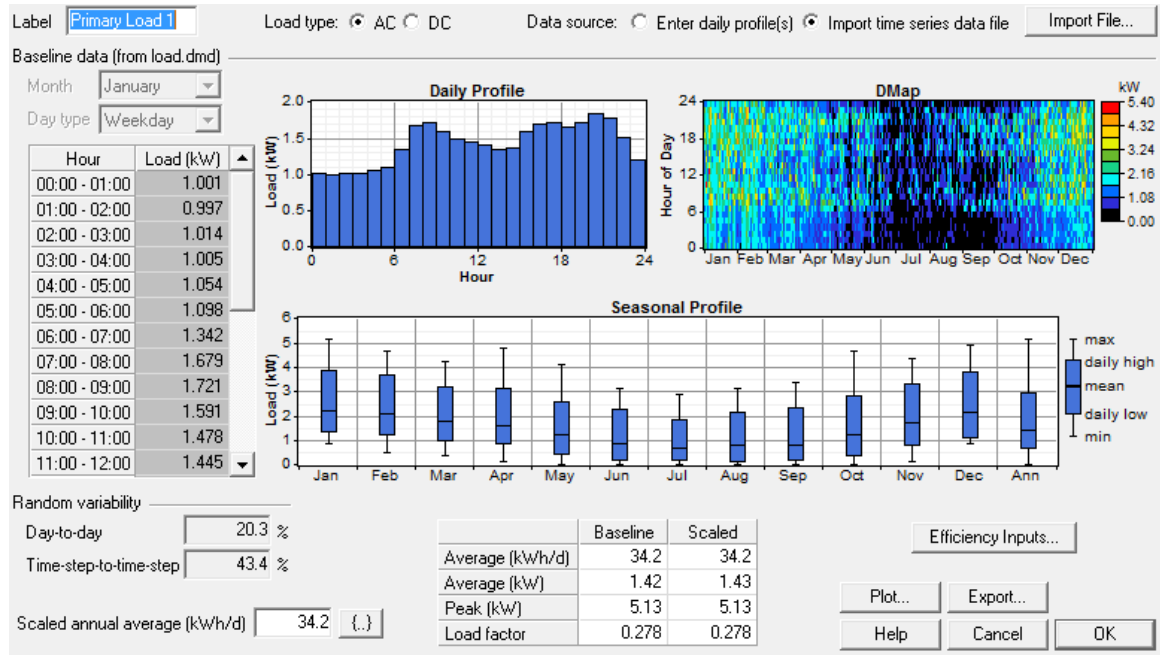 Label Primary Load 1 Load type: AC DC Data source: Enter daily profile(s) Import time series data file Import File...
Baseline data (from load.dmd)
Month January
Day type Weekday
Hour Load (kW)
00:00 - 01:00 1.001
01:00 - 02:00 0.997
02:00 - 03:00 1.014
03:00 - 04:00 1.005
04:00 - 05:00 1.054
05:00 - 06:00 1.098
06:00 - 07:00 1.342
07:00 - 08:00 1.679
08:00 - 09:00 1.721
09:00 - 10:00 1.591
10:00 - 11:00 1.478
11:00 - 12:00 1.445
Daily Profile
Load (kW)
2.0
1.5
1.0
0.5
0.0
0 6 12 18 24
Hour
DMap
Hour of Day
24
18
12
6
0
Jan Feb Mar Apr May Jun Jul Aug Sep Oct Nov Dec
kW
5.40
4.32
3.24
2.16
1.08
0.00
Seasonal Profile
Load (kW)
6
5
4
3
2
1
0
Jan Feb Mar Apr May Jun Jul Aug Sep Oct Nov Dec Ann
max
daily high
mean
daily low
min
Random variability
Day-to-day 20.3 %
Time-step-to-time-step 43.4 %
Scaled annual average (kWh/d) 34.2 {..}
Baseline Scaled
Average (kWh/d) 34.2 34.2
Average (kW) 1.42 1.43
Peak (kW) 5.13 5.13
Load factor 0.278 0.278
Efficiency Inputs...
Plot... Export...
Help Cancel OK